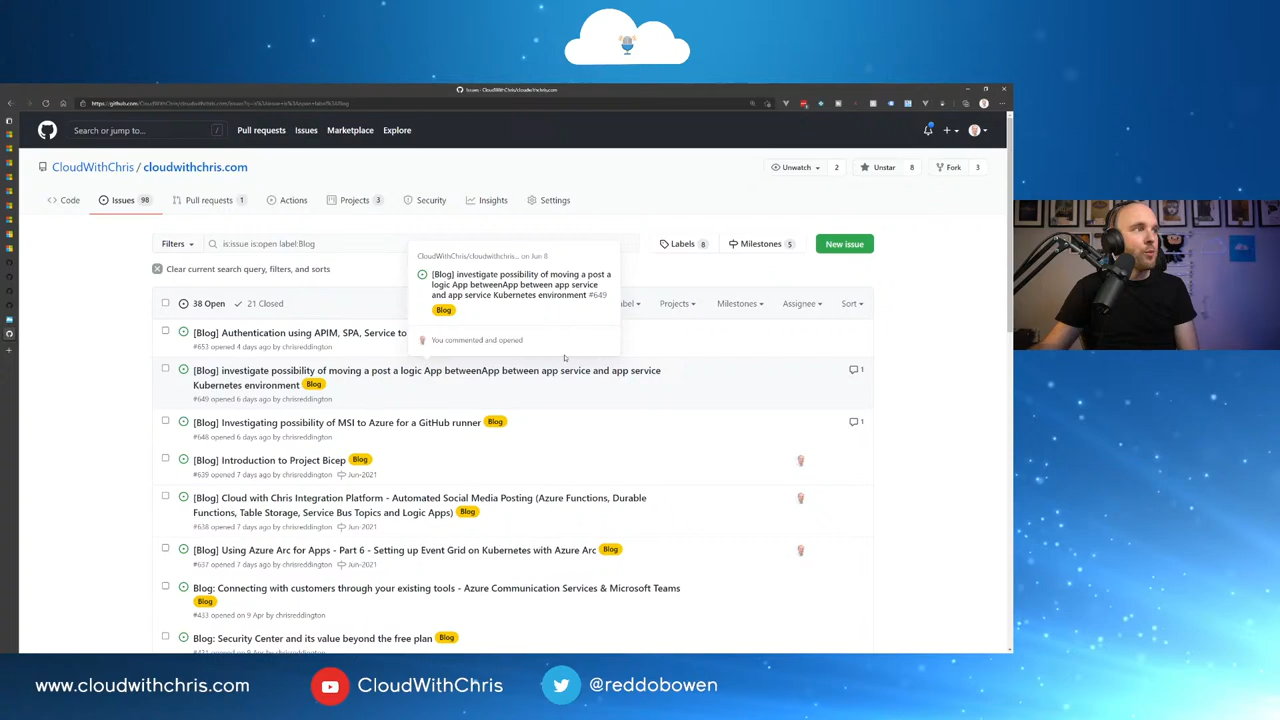 Issues - CloudWithChris/cloudwithchris.com
Search or jump to...
/
Pull requests
Issues
Marketplace
Explore
CloudWithChris / cloudwithchris.com
Unwatch
2
Unstar
8
Fork
3
Code
Issues 98
Pull requests 1
Actions
Projects 3
Security
Insights
Settings
Filters
is:issue is:open label:Blog
Labels 8
Milestones 5
New issue
Clear current search query, filters, and sorts
CloudWithChris/cloudwithchris... on Jun 8
[Blog] investigate possibility of moving a post a
logic App betweenApp between app service
and app service Kubernetes environment #649
Blog
You commented and opened
38 Open
21 Closed
Projects
Milestones
Assignee
Sort
[Blog] Authentication using APIM, SPA, Service to
#653 opened 4 days ago by chrisreddington
[Blog] investigate possibility of moving a post a logic App betweenApp between app service and app service
Kubernetes environment Blog
1
#649 opened 6 days ago by chrisreddington
[Blog] Investigating possibility of MSI to Azure for a GitHub runner Blog
1
#648 opened 6 days ago by chrisreddington
[Blog] Introduction to Project Bicep Blog
#639 opened 7 days ago by chrisreddington Jun-2021
[Blog] Cloud with Chris Integration Platform - Automated Social Media Posting (Azure Functions, Durable
Functions, Table Storage, Service Bus Topics and Logic Apps) Blog
#638 opened 7 days ago by chrisreddington Jun-2021
[Blog] Using Azure Arc for Apps - Part 6 - Setting up Event Grid on Kubernetes with Azure Arc Blog
#637 opened 7 days ago by chrisreddington Jun-2021
Blog: Connecting with customers through your existing tools - Azure Communication Services & Microsoft Teams
Blog
#433 opened on 9 Apr by chrisreddington
Blog: Security Center and its value beyond the free plan Blog
www.cloudwithchris.com
CloudWithChris
@reddobowen